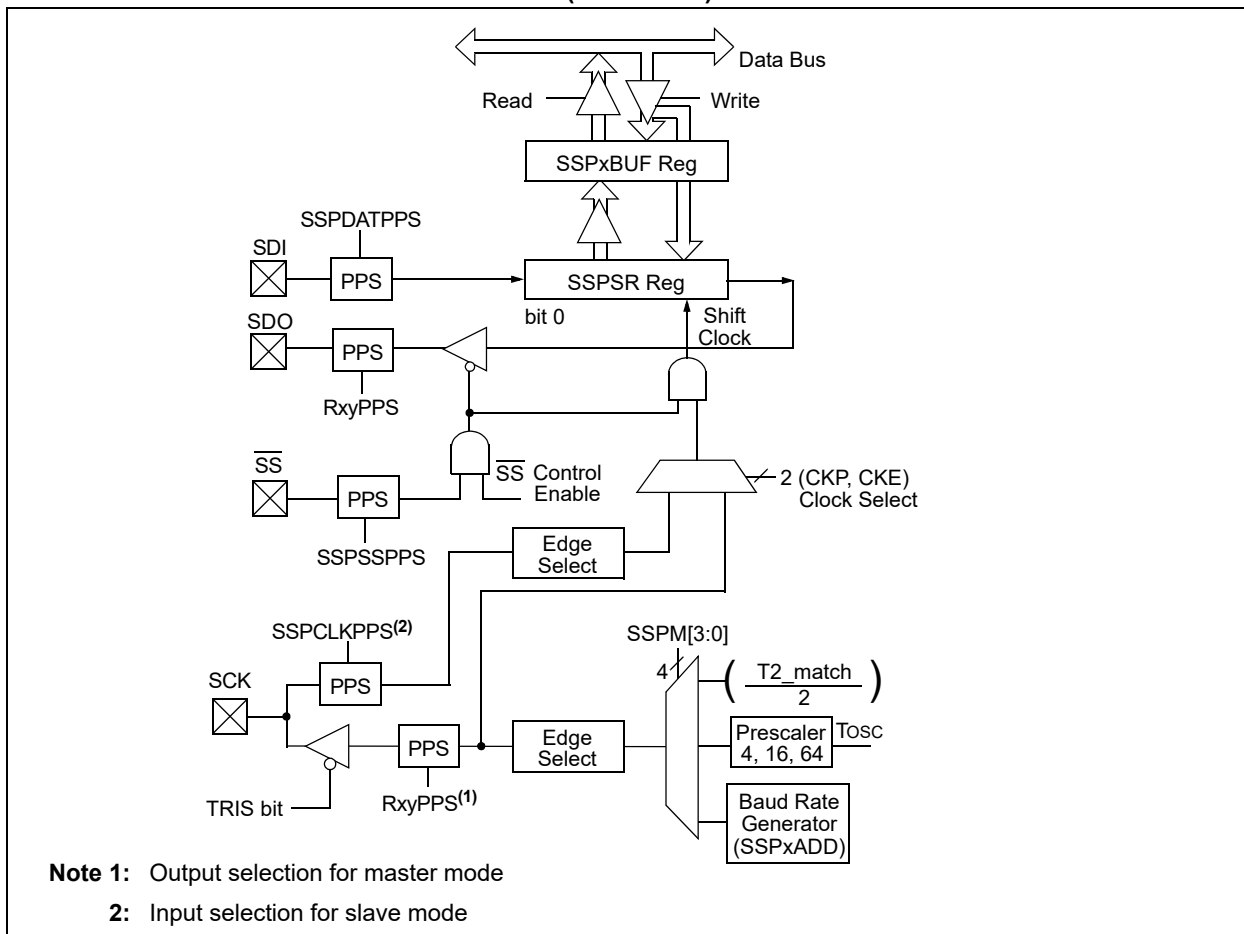 Data Bus
Read
Write
SSPxBUF Reg
SSPDATPPS
SDI
PPS
SSPSR Reg
bit 0
Shift
Clock
SDO
PPS
RxyPPS
SS
PPS
SS Control
Enable
2 (CKP, CKE)
Clock Select
SSPSSPPS
Edge
Select
SSPCLKPPS(2)
SSPM[3:0]
4
( T2_match
2 )
SCK
PPS
PPS
Edge
Select
Prescaler
4, 16, 64
TOSC
TRIS bit
RxyPPS(1)
Baud Rate
Generator
(SSPxADD)
Note 1: Output selection for master mode
2: Input selection for slave mode